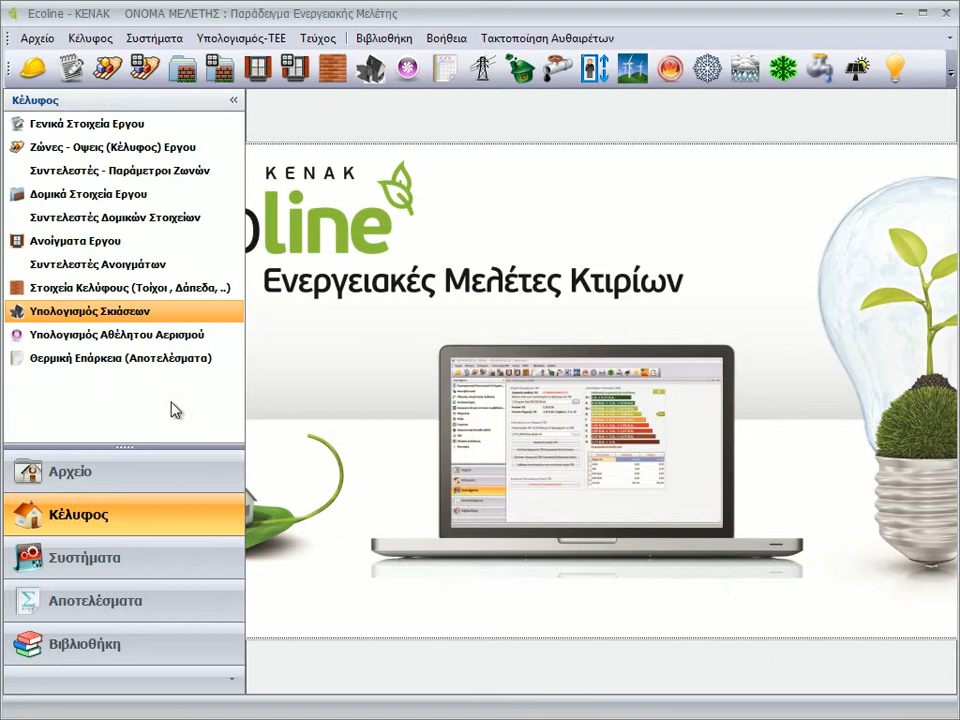 Ecoline - KENAK ΟΝΟΜΑ ΜΕΛΕΤΗΣ : Παράδειγμα Ενεργειακής Μελέτης
Αρχείο Κέλυφος Συστήματα Υπολογισμός-ΤΕΕ Τεύχος Βιβλιοθήκη Βοήθεια Τακτοποίηση Αυθαιρέτων
Κέλυφος
Γενικά Στοιχεία Εργου
Ζώνες - Οψεις (Κέλυφος) Εργου
Συντελεστές - Παράμετροι Ζωνών
Δομικά Στοιχεία Εργου
Συντελεστές Δομικών Στοιχείων
Ανοίγματα Εργου
Συντελεστές Ανοιγμάτων
Στοιχεία Κελύφους (Τοίχοι , Δάπεδα, ..)
Υπολογισμός Σκιάσεων
Υπολογισμός Αθέλητου Αερισμού
Θερμική Επάρκεια (Αποτελέσματα)
Αρχείο
Κέλυφος
Συστήματα
Αποτελέσματα
Βιβλιοθήκη
ΚΕΝΑΚ
oline
Ενεργειακές Μελέτες Κτιρίων